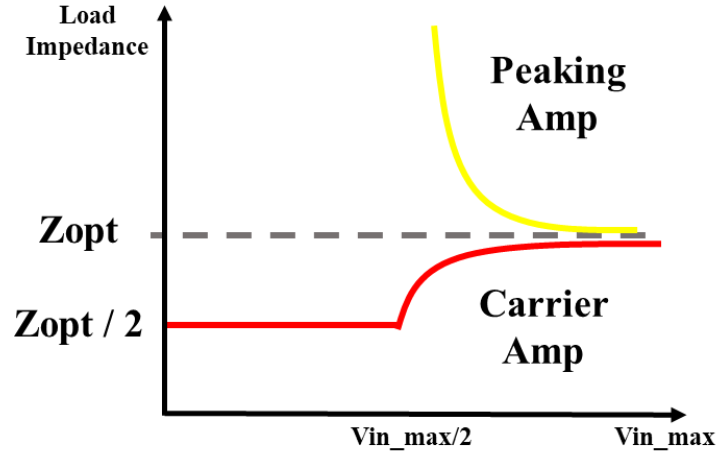 Load
Impedance
Peaking
Amp
Zopt
Zopt / 2
Carrier
Amp
Vin_max/2
Vin_max